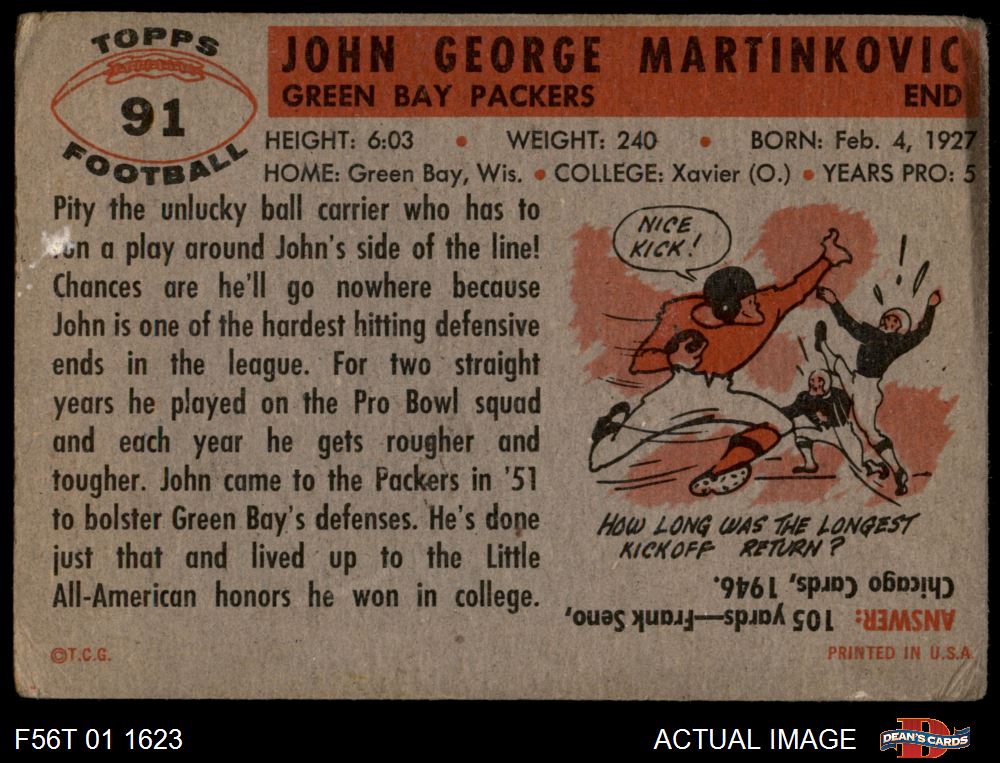 TOPPS
91
FOOTBALL
JOHN GEORGE MARTINKOVIC
GREEN BAY PACKERS END
HEIGHT: 6:03 • WEIGHT: 240 • BORN: Feb. 4, 1927
HOME: Green Bay, Wis. • COLLEGE: Xavier (O.) • YEARS PRO: 5
Pity the unlucky ball carrier who has to
run a play around John's side of the line!
Chances are he'll go nowhere because
John is one of the hardest hitting defensive
ends in the league. For two straight
years he played on the Pro Bowl squad
and each year he gets rougher and
tougher. John came to the Packers in '51
to bolster Green Bay's defenses. He's done
just that and lived up to the Little
All-American honors he won in college.
©T.C.G.
NICE
KICK!
! !
HOW LONG WAS THE LONGEST
KICKOFF RETURN?
ANSWER: 105 yards—Frank Seno,
Chicago Cards, 1946.
PRINTED IN U.S.A.
F56T 01 1623
ACTUAL IMAGE
D
DEAN'S CARDS